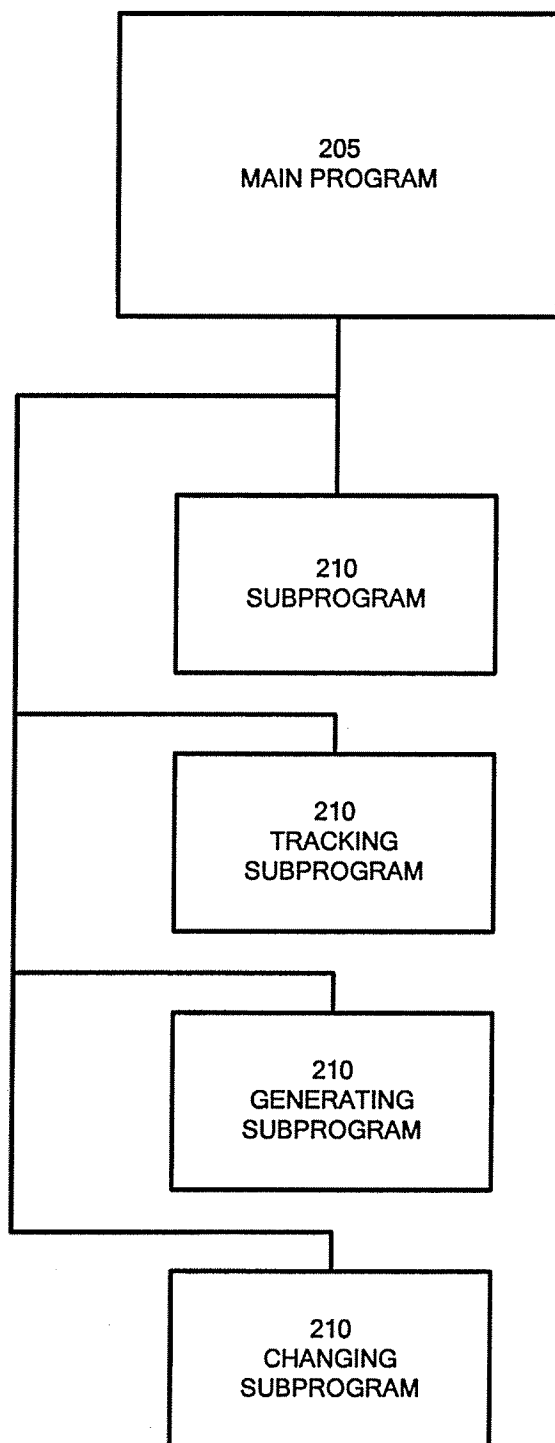 205
MAIN PROGRAM
210
SUBPROGRAM
210
TRACKING
SUBPROGRAM
210
GENERATING
SUBPROGRAM
210
CHANGING
SUBPROGRAM